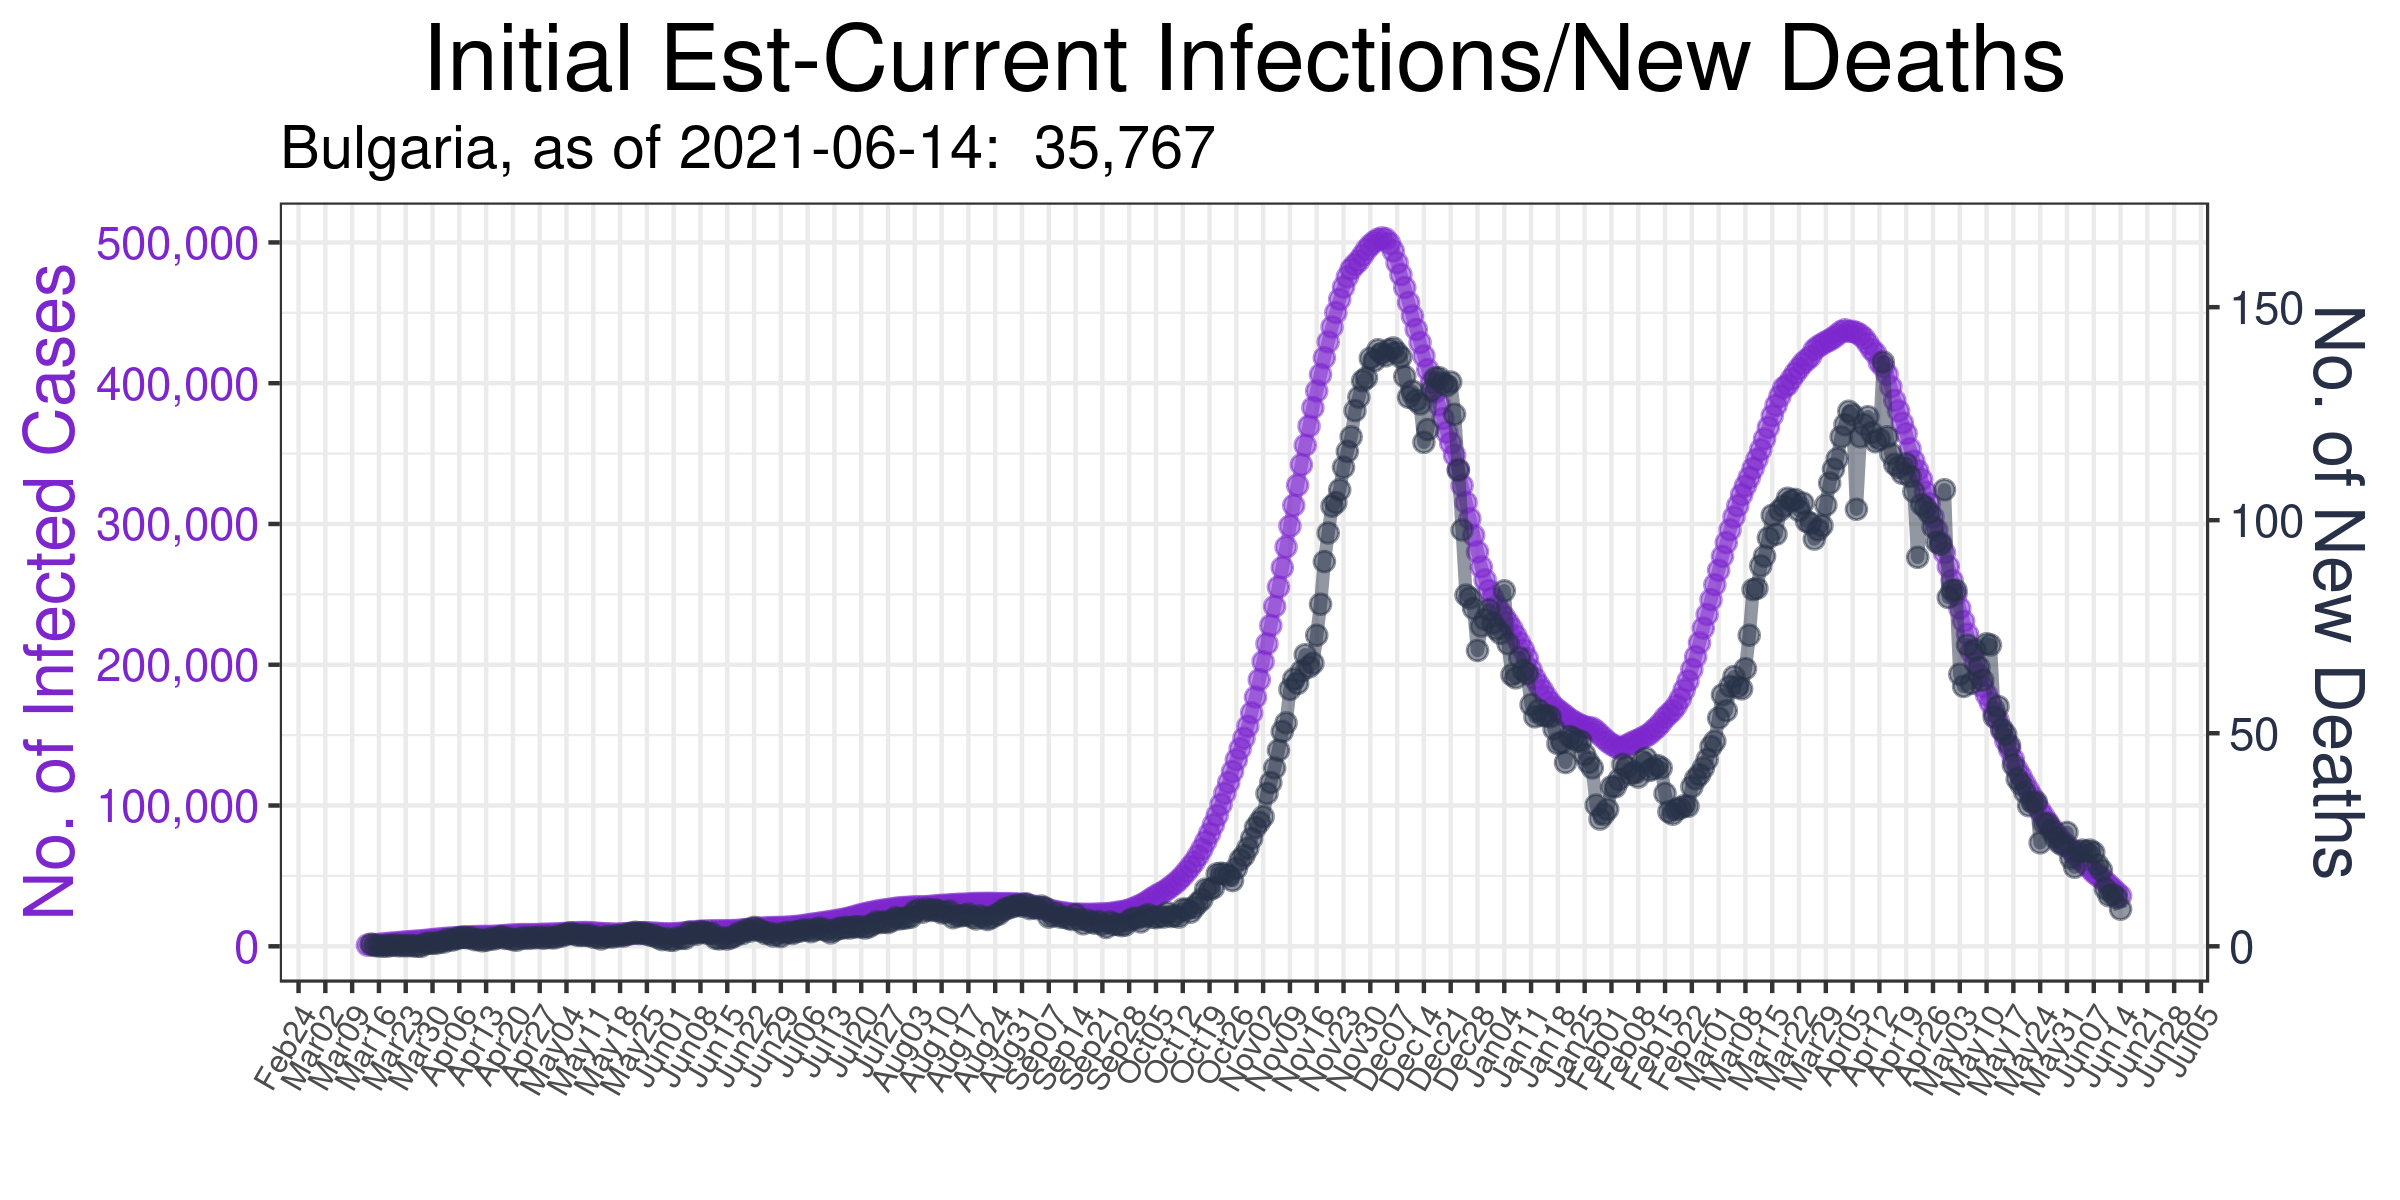 Initial Est-Current Infections/New Deaths
Bulgaria, as of 2021-06-14:  35,767
No. of Infected Cases
500,000
400,000
300,000
200,000
100,000
0
150
100
50
0
No. of New Deaths
Feb24
Mar02
Mar09
Mar16
Mar23
Mar30
Apr06
Apr13
Apr20
Apr27
May04
May11
May18
May25
Jun01
Jun08
Jun15
Jun22
Jun29
Jul06
Jul13
Jul20
Jul27
Aug03
Aug10
Aug17
Aug24
Aug31
Sep07
Sep14
Sep21
Sep28
Oct05
Oct12
Oct19
Oct26
Nov02
Nov09
Nov16
Nov23
Nov30
Dec07
Dec14
Dec21
Dec28
Jan04
Jan11
Jan18
Jan25
Feb01
Feb08
Feb15
Feb22
Mar01
Mar08
Mar15
Mar22
Mar29
Apr05
Apr12
Apr19
Apr26
May03
May10
May17
May24
May31
Jun07
Jun14
Jun21
Jun28
Jul05